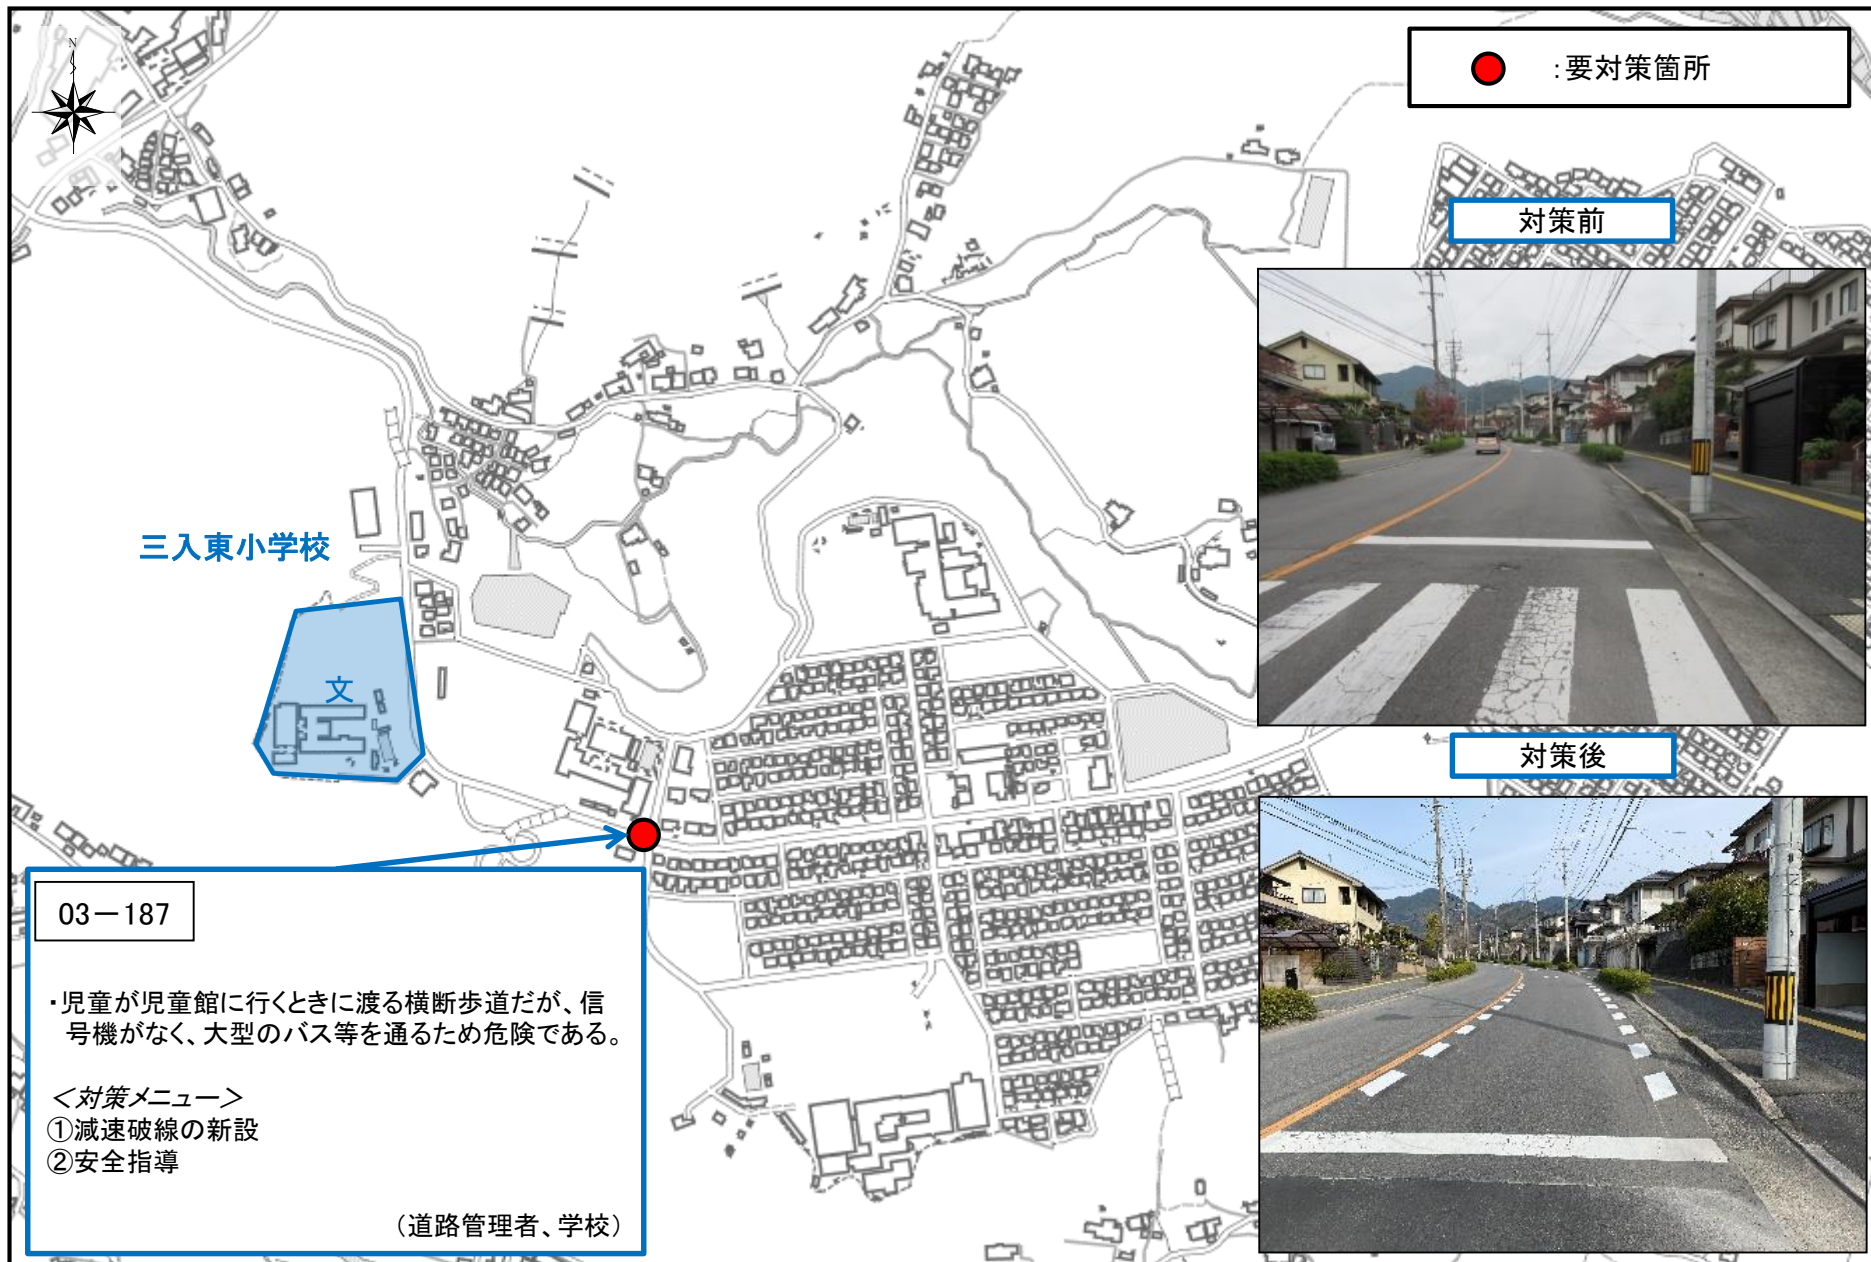 N
:要対策箇所
対策前
三入東小学校
文
対策後
03－187
・児童が児童館に行くときに渡る横断歩道だが、信
号機がなく、大型のバス等を通るため危険である。
＜対策メニュー＞
①減速破線の新設
②安全指導
（道路管理者、学校）